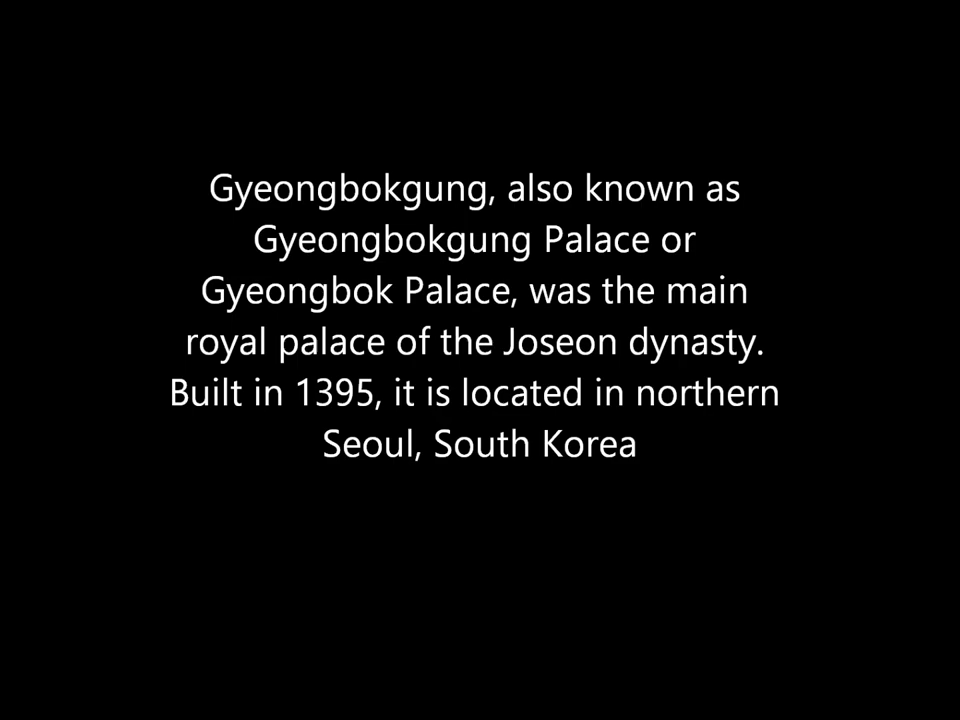 Gyeongbokgung, also known as
Gyeongbokgung Palace or
Gyeongbok Palace, was the main
royal palace of the Joseon dynasty.
Built in 1395, it is located in northern
Seoul, South Korea